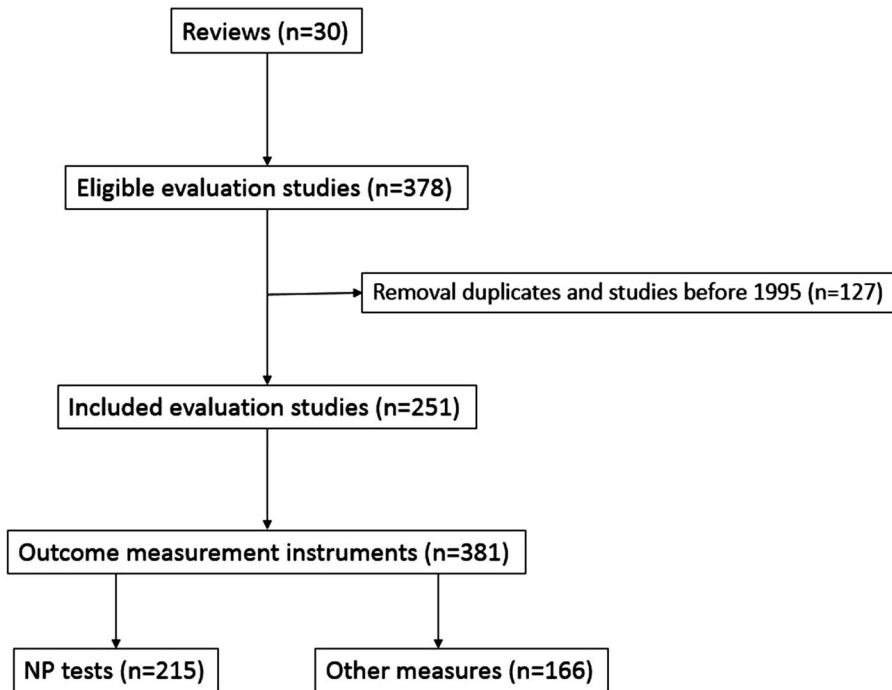 Reviews (n=30)
Eligible evaluation studies (n=378)
Removal duplicates and studies before 1995 (n=127)
Included evaluation studies (n=251)
Outcome measurement instruments (n=381)
NP tests (n=215)
Other measures (n=166)